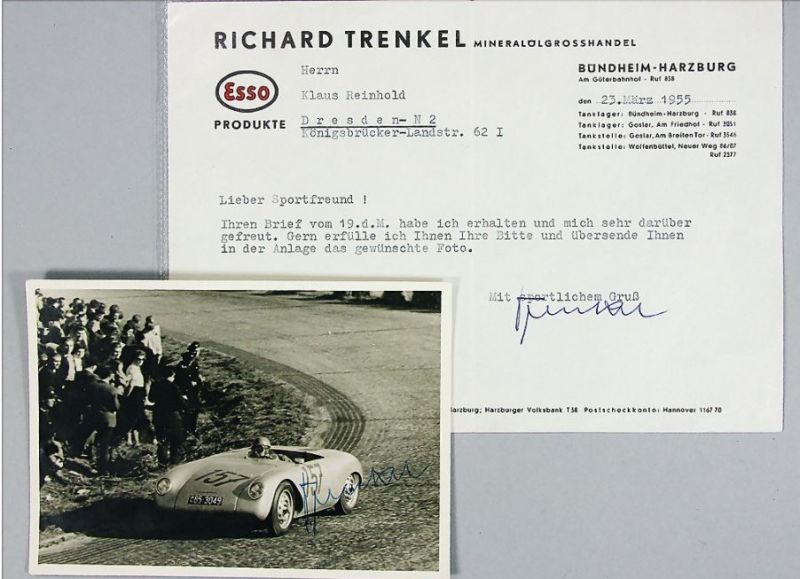 RICHARD TRENKEL MINERALÖLGROSSHANDEL
Esso
PRODUKTE
Herrn
Klaus Reinhold
Dresden-N2
Königsbrücker-Landstr. 62 I
BÜNDHEIM-HARZBURG
Am Güterbahnhof - Ruf 838
den 23.März 1955
Tanklager: Bündheim-Harzburg - Ruf 838
Tanklager: Goslar, Am Friedhof - Ruf 3051
Tankstelle: Goslar, Am Breiten Tor - Ruf 3546
Tankstelle: Wolfenbüttel, Neuer Weg 86/87
Ruf 2377
Lieber Sportfreund !
Ihren Brief vom 19.d.M. habe ich erhalten und mich sehr darüber
gefreut. Gern erfülle ich Ihnen Ihre Bitte und übersende Ihnen
in der Anlage das gewünschte Foto.
Mit sportlichem Gruß
Harzburger Volksbank 738 Postscheckkonto: Hannover 1167 70
157
157